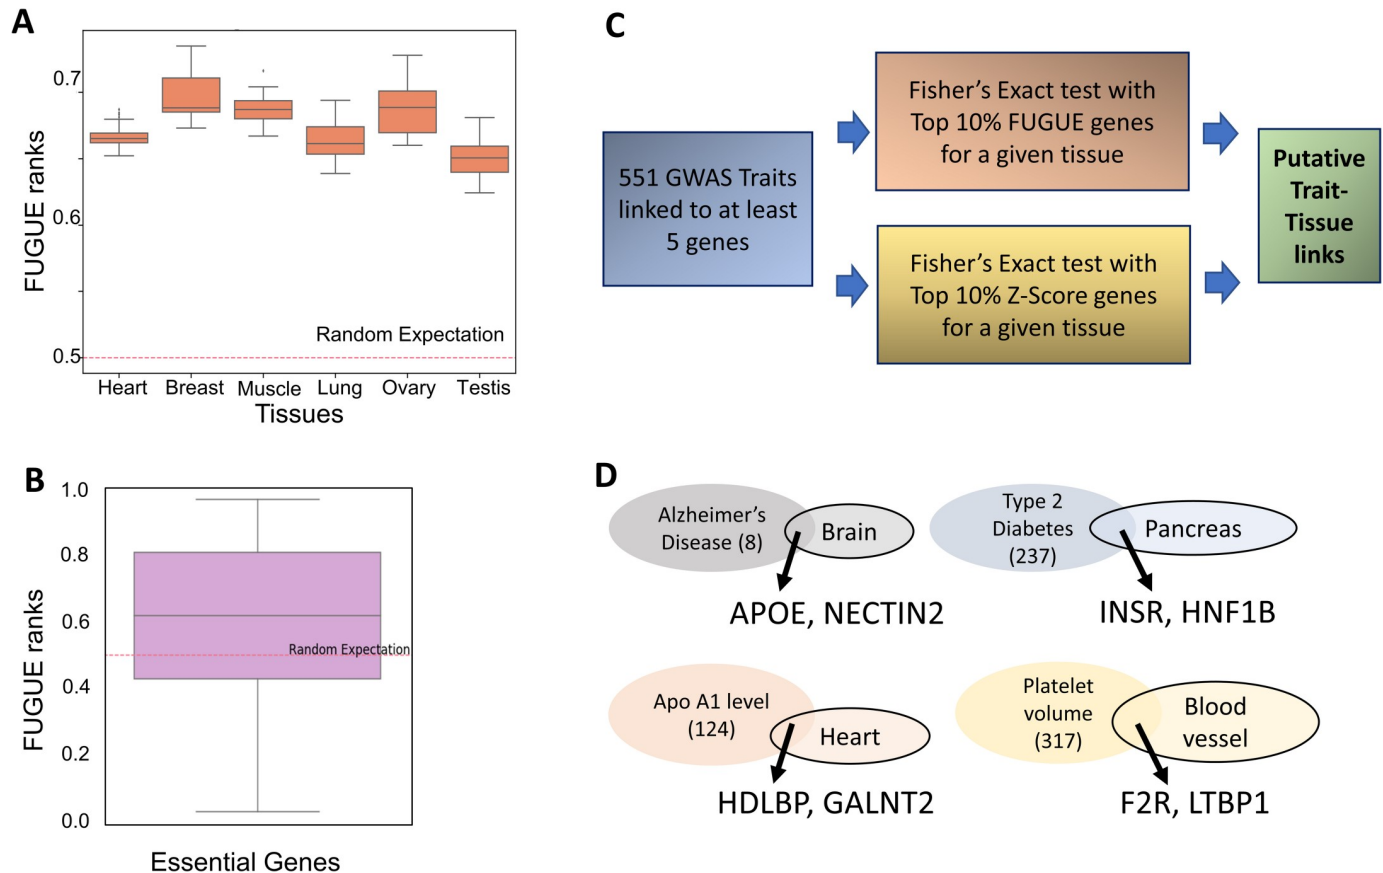 A
0.7
0.6
0.5
FUGUE ranks
Random Expectation
Heart Breast Muscle Lung Ovary Testis
Tissues
B
1.0
0.8
0.6
0.4
0.2
0.0
FUGUE ranks
Random Expectation
Essential Genes
C
551 GWAS Traits
linked to at least
5 genes
Fisher's Exact test with
Top 10% FUGUE genes
for a given tissue
Fisher's Exact test with
Top 10% Z-Score genes
for a given tissue
Putative
Trait-
Tissue
links
D
Alzheimer's
Disease (8)
Brain
APOE, NECTIN2
Type 2
Diabetes
(237)
Pancreas
INSR, HNF1B
Apo A1 level
(124)
Heart
HDLBP, GALNT2
Platelet
volume
(317)
Blood
vessel
F2R, LTBP1